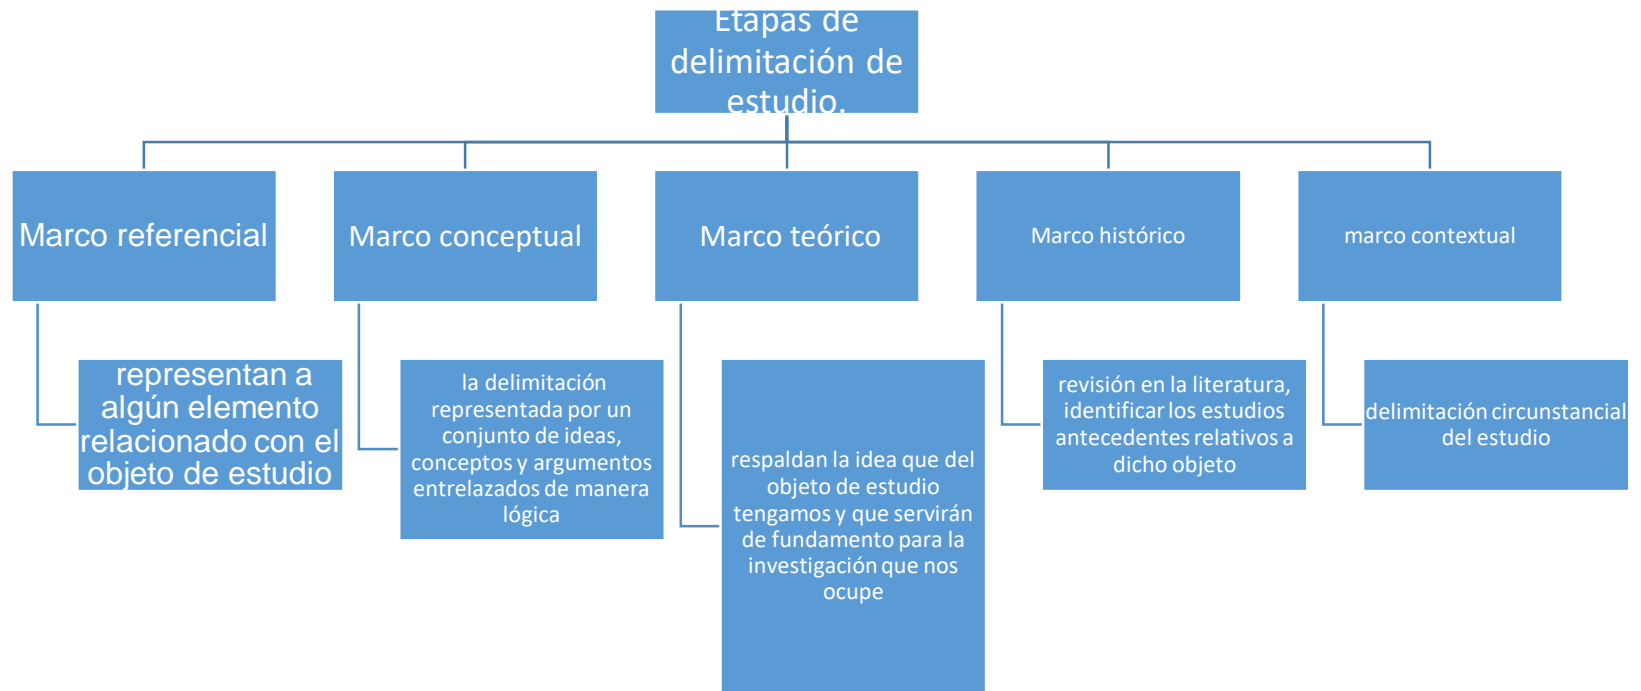 Etapas de
delimitación de
estudio.
Marco referencial
Marco conceptual
Marco teórico
Marco histórico
marco contextual
representan a
algún elemento
relacionado con el
objeto de estudio
la delimitación
representada por un
conjunto de ideas,
conceptos y argumentos
entrelazados de manera
lógica
respaldan la idea que del
objeto de estudio
tengamos y que servirán
de fundamento para la
investigación que nos
ocupe
revisión en la literatura,
identificar los estudios
antecedentes relativos a
dicho objeto
delimitación circunstancial
del estudio